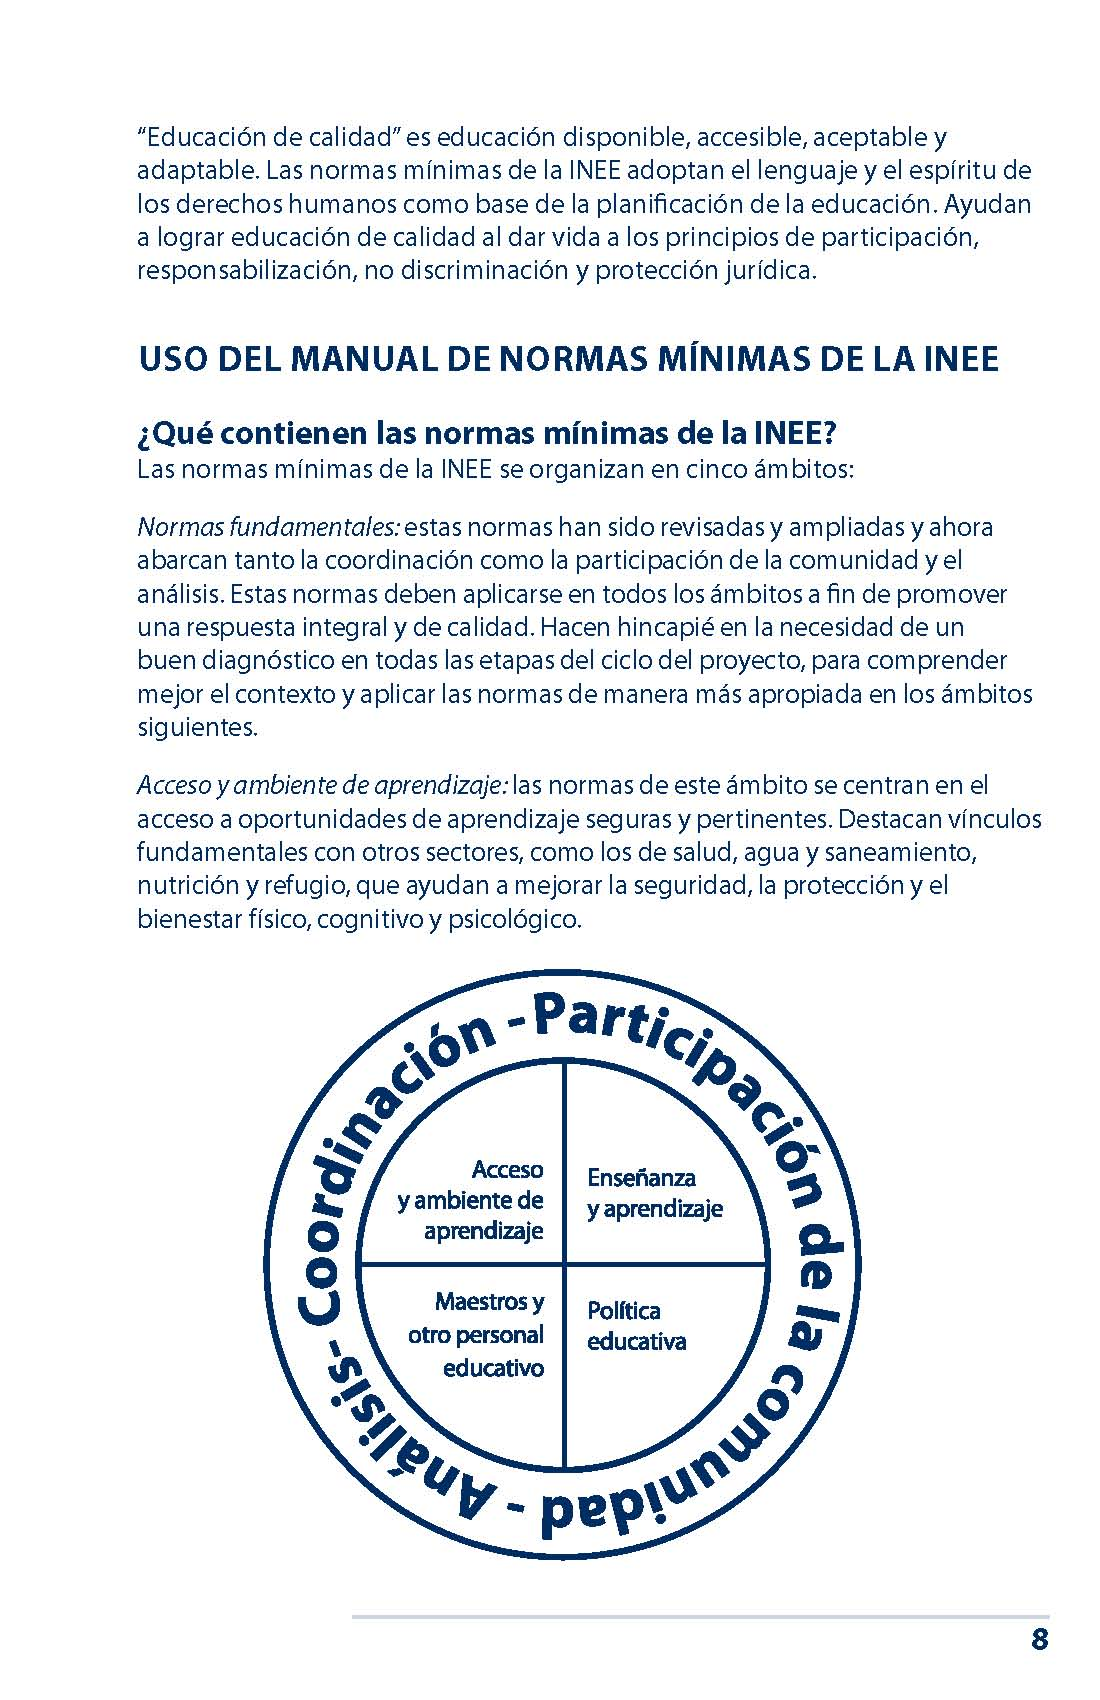 “Educación de calidad” es educación disponible, accesible, aceptable y
adaptable. Las normas mínimas de la INEE adoptan el lenguaje y el espíritu de
los derechos humanos como base de la planificación de la educación. Ayudan
a lograr educación de calidad al dar vida a los principios de participación,
responsabilización, no discriminación y protección jurídica.
USO DEL MANUAL DE NORMAS MÍNIMAS DE LA INEE
¿Qué contienen las normas mínimas de la INEE?
Las normas mínimas de la INEE se organizan en cinco ámbitos:
Normas fundamentales: estas normas han sido revisadas y ampliadas y ahora
abarcan tanto la coordinación como la participación de la comunidad y el
análisis. Estas normas deben aplicarse en todos los ámbitos a fin de promover
una respuesta integral y de calidad. Hacen hincapié en la necesidad de un
buen diagnóstico en todas las etapas del ciclo del proyecto, para comprender
mejor el contexto y aplicar las normas de manera más apropiada en los ámbitos
siguientes.
Acceso y ambiente de aprendizaje: las normas de este ámbito se centran en el
acceso a oportunidades de aprendizaje seguras y pertinentes. Destacan vínculos
fundamentales con otros sectores, como los de salud, agua y saneamiento,
nutrición y refugio, que ayudan a mejorar la seguridad, la protección y el
bienestar físico, cognitivo y psicológico.
Coordinación - Participación de la comunidad - Análisis -
Acceso
y ambiente de
aprendizaje
Enseñanza
y aprendizaje
Maestros y
otro personal
educativo
Política
educativa
8